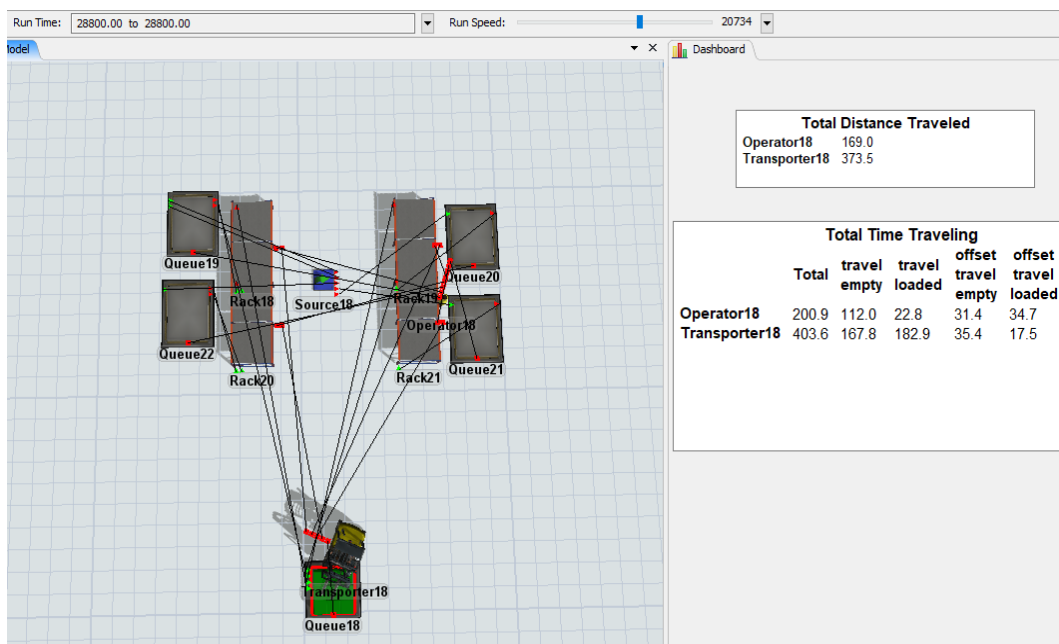 Run Time: 28800.00 to 28800.00 Run Speed: 20734
Model
Dashboard
Total Distance Traveled
Operator18 169.0
Transporter18 373.5
Total Time Traveling
Total travel empty travel loaded offset travel empty offset travel loaded
Operator18 200.9 112.0 22.8 31.4 34.7
Transporter18 403.6 167.8 182.9 35.4 17.5
Queue19
Queue20
Rack18
Source18
Rack19
Operator18
Queue22
Queue21
Rack20
Rack21
Transporter18
Queue18